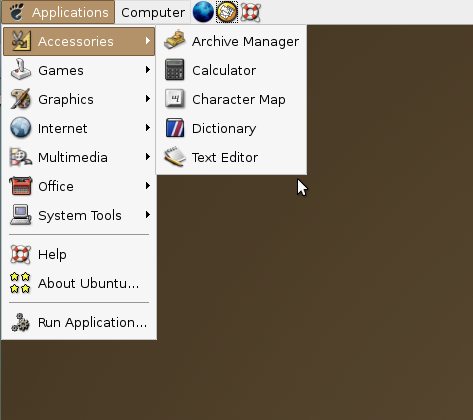 Applications Computer
Accessories
Games
Graphics
Internet
Multimedia
Office
System Tools
Help
About Ubuntu...
Run Application...
Archive Manager
Calculator
Character Map
Dictionary
Text Editor